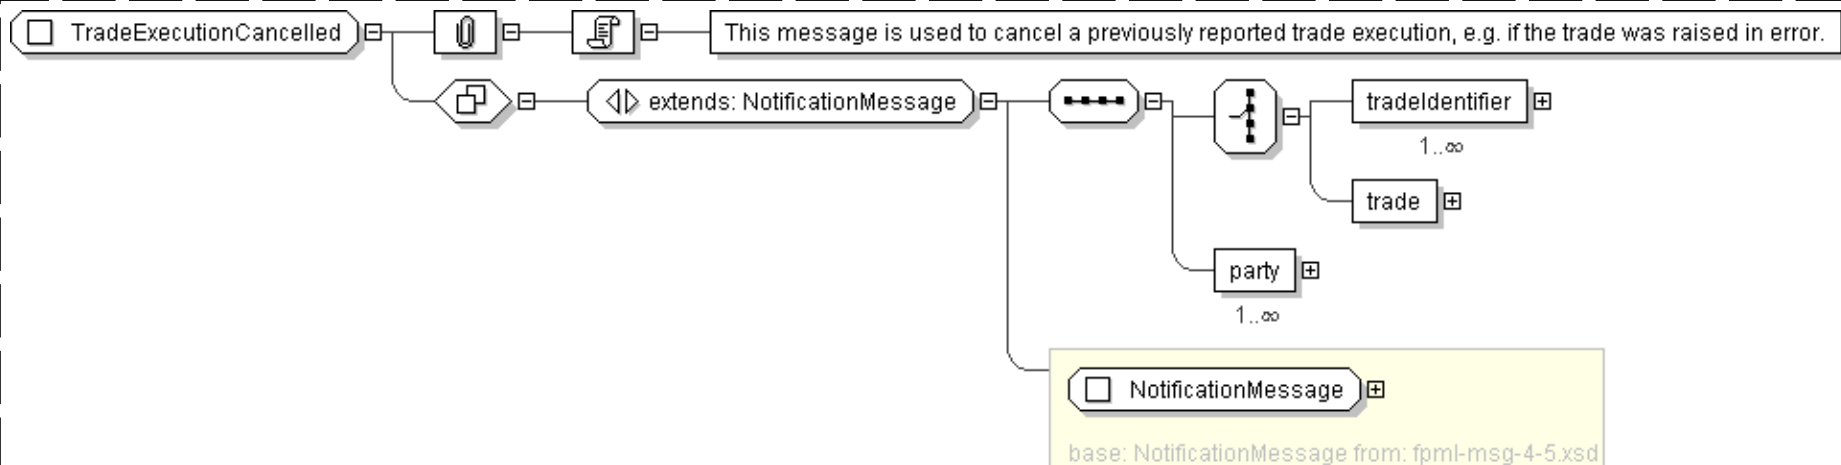 TradeExecutionCancelled
This message is used to cancel a previously reported trade execution, e.g. if the trade was raised in error.
extends: NotificationMessage
tradeIdentifier
1..∞
trade
party
1..∞
NotificationMessage
base: NotificationMessage from: fpml-msg-4-5.xsd